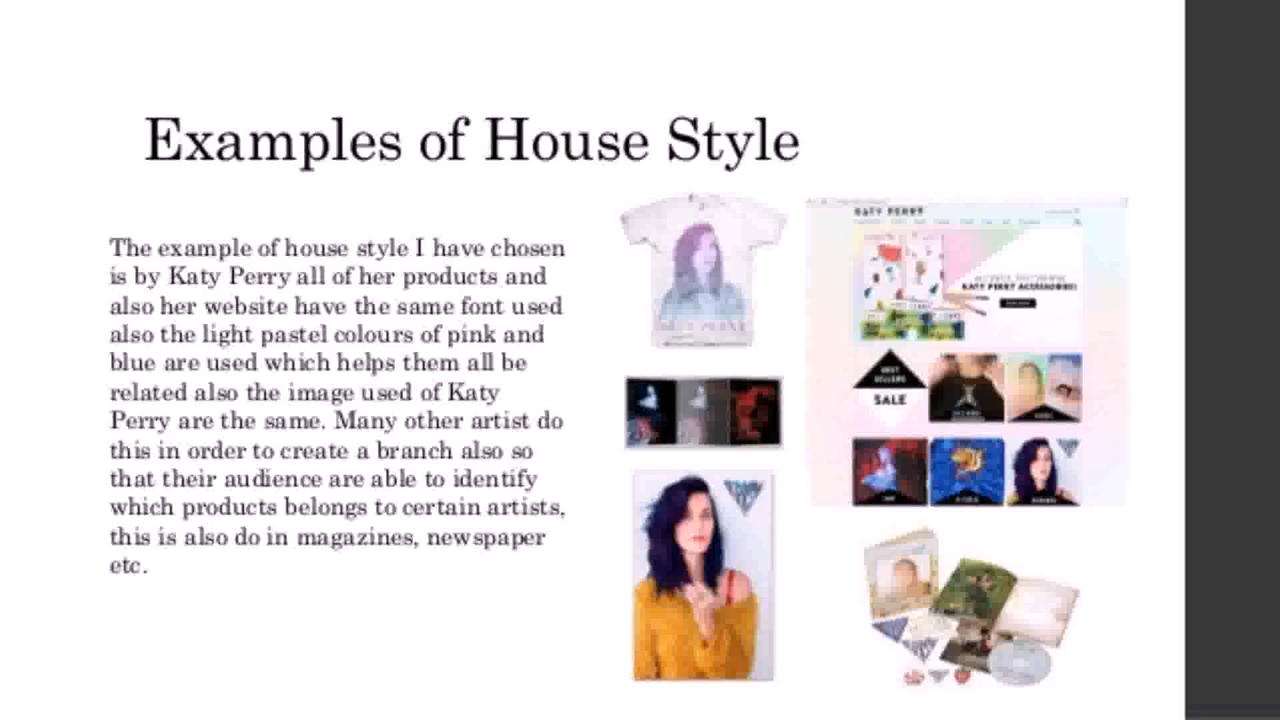 Examples of House Style
The example of house style I have chosen
is by Katy Perry all of her products and
also her website have the same font used
also the light pastel colours of pink and
blue are used which helps them all be
related also the image used of Katy
Perry are the same. Many other artist do
this in order to create a branch also so
that their audience are able to identify
which products belongs to certain artists,
this is also do in magazines, newspaper
etc.
KATY PERRY
KATY PERRY ACCESSORIES!
BEST
SELLERS
SALE